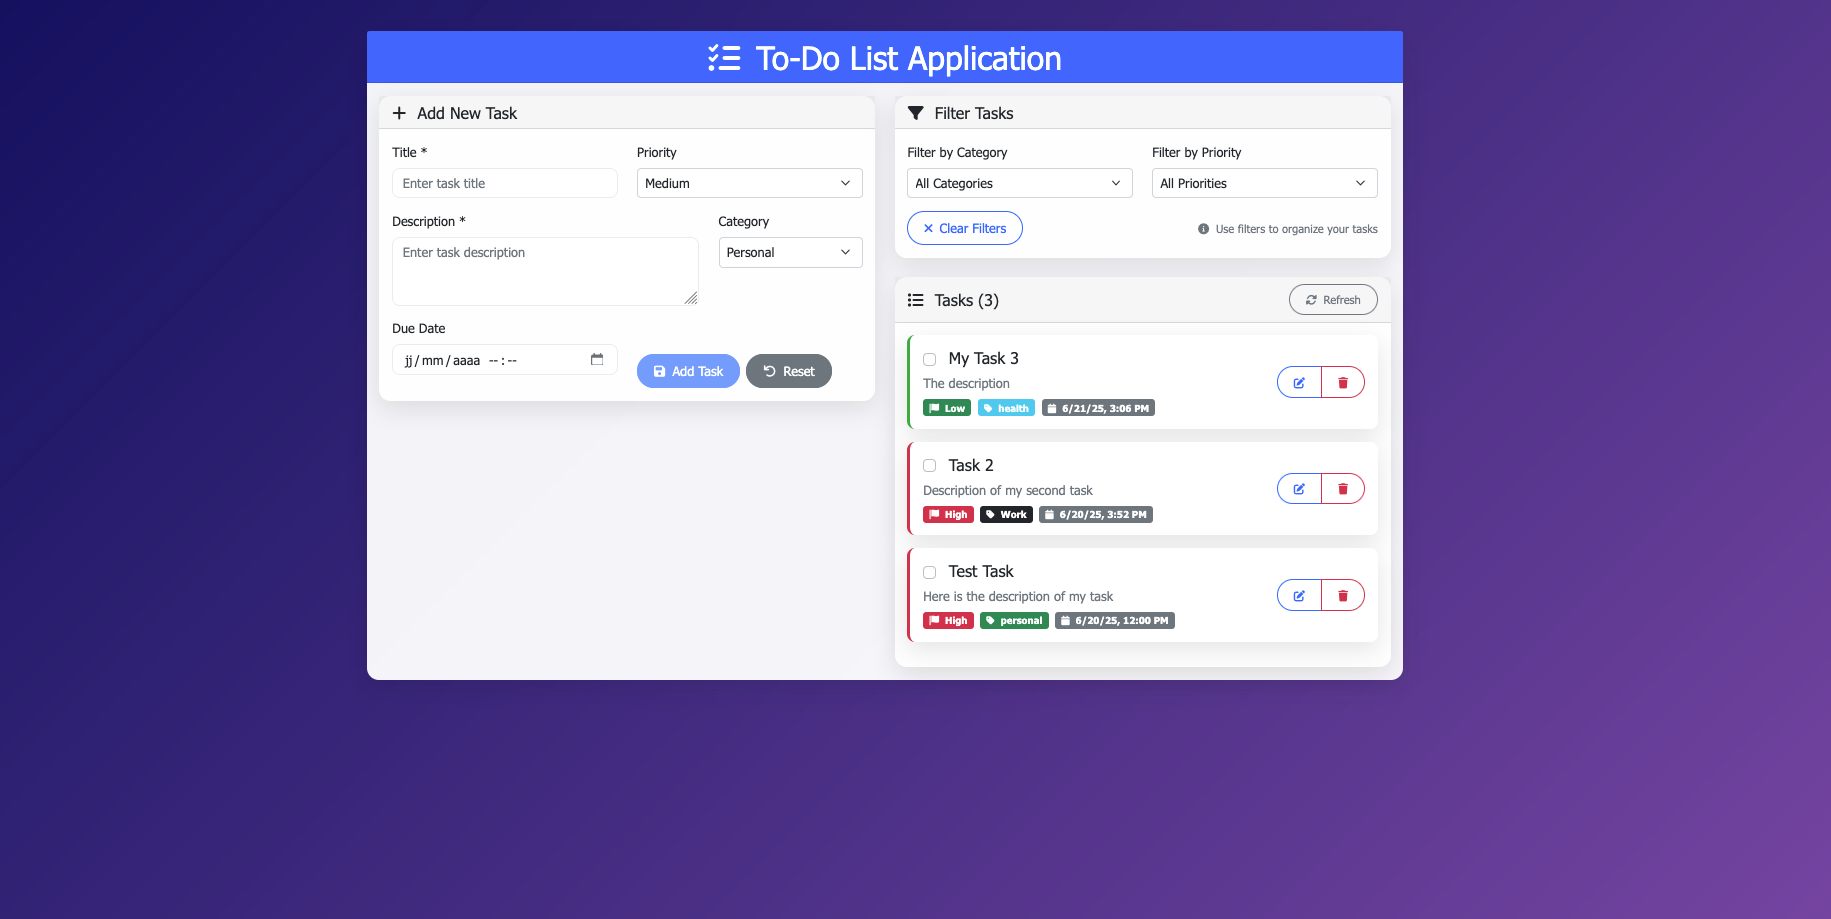 To-Do List Application
Add New Task
Title *
Priority
Enter task title
Medium
Description *
Category
Enter task description
Personal
Due Date
jj/mm/aaaa --:--
Add Task
Reset
Filter Tasks
Filter by Category
Filter by Priority
All Categories
All Priorities
Clear Filters
Use filters to organize your tasks
Tasks (3)
Refresh
My Task 3
The description
Low health 6/21/25, 3:06 PM
Task 2
Description of my second task
High Work 6/20/25, 3:52 PM
Test Task
Here is the description of my task
High personal 6/20/25, 12:00 PM